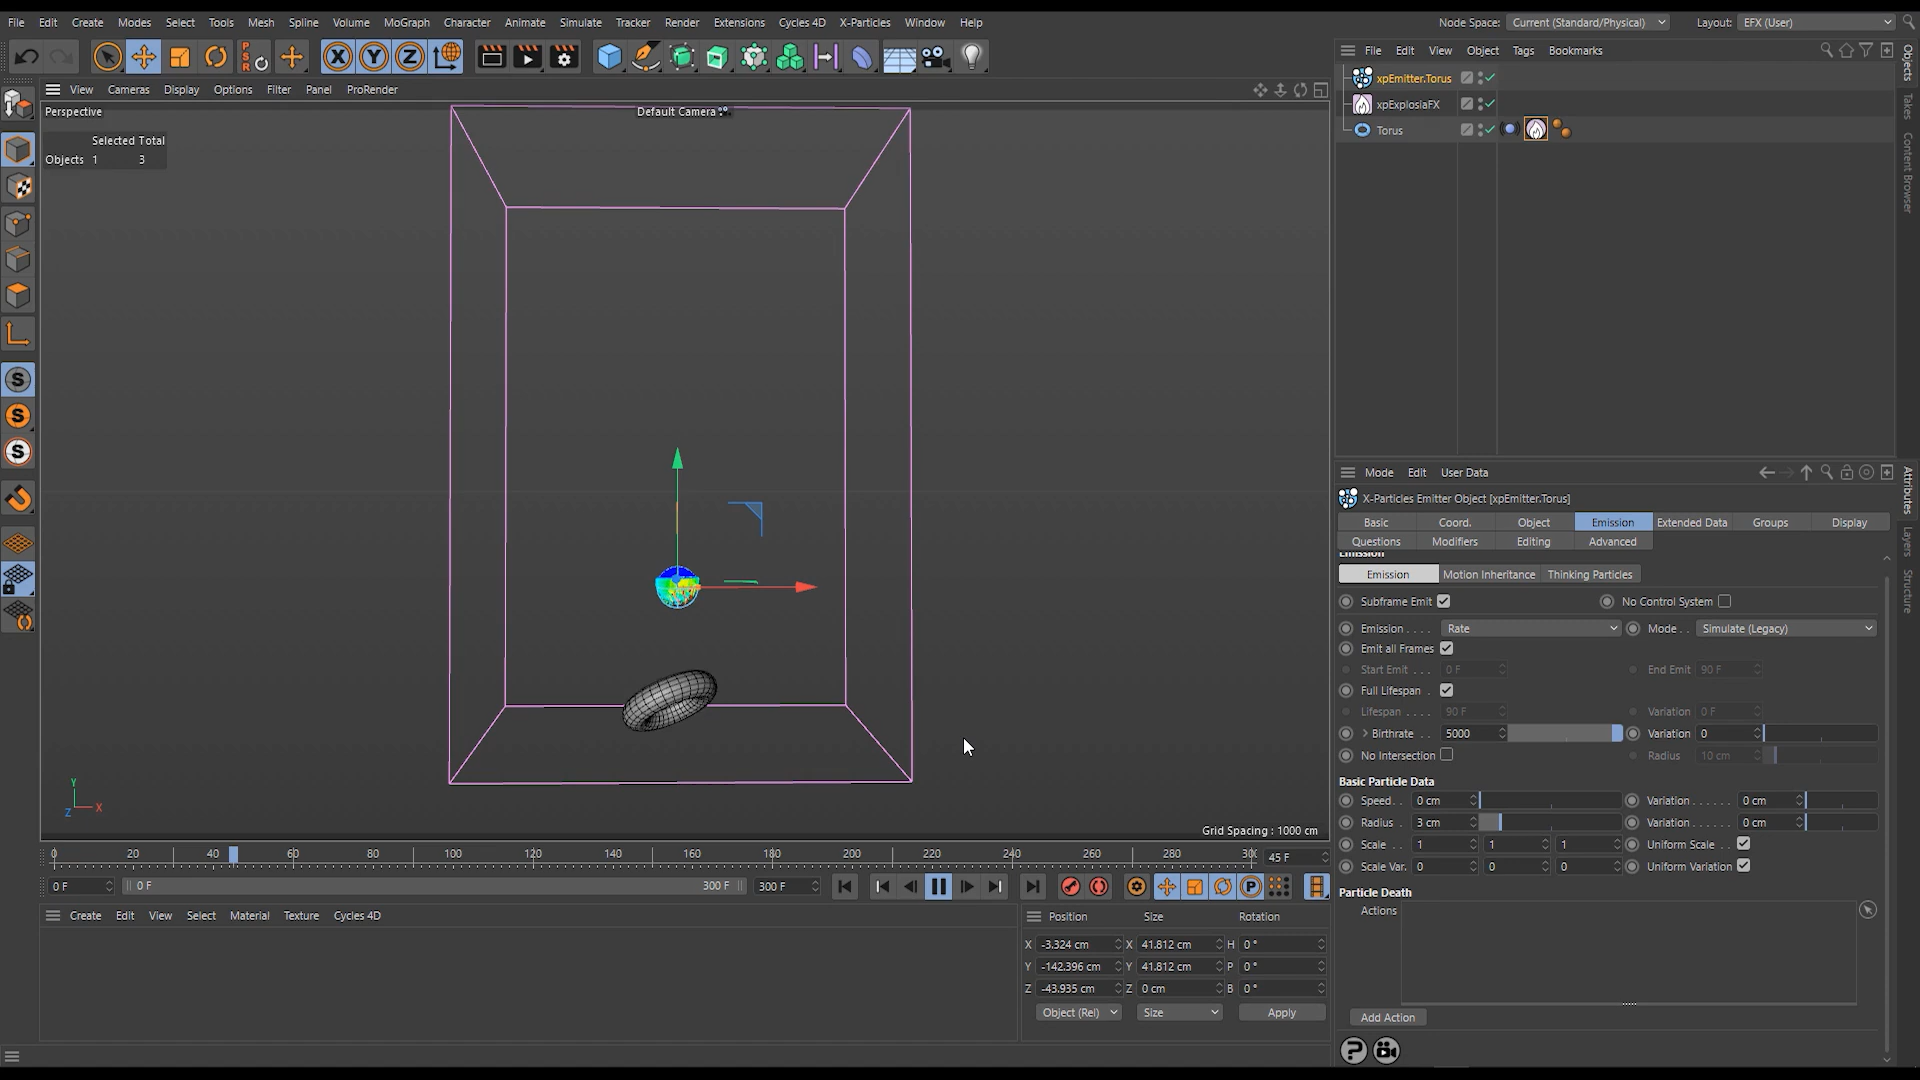 File Edit Create Modes Select Tools Mesh Spline Volume MoGraph Character Animate Simulate Tracker Render Extensions Cycles 4D X-Particles Window Help
Node Space: Current (Standard/Physical) Layout: EFX (User)
PSR X Y Z
File Edit View Object Tags Bookmarks
View Cameras Display Options Filter Panel ProRender
Perspective
Default Camera
Selected Total
Objects 1 3
S
S
S
Grid Spacing : 1000 cm
X Y Z
xpEmitter.Torus
xpExplosiaFX
Torus
Objects
Takes
Content Browser
Mode Edit User Data
X-Particles Emitter Object [xpEmitter.Torus]
Basic Coord. Object Emission Extended Data Groups Display
Questions Modifiers Editing Advanced
Emission
Emission Motion Inheritance Thinking Particles
Subframe Emit No Control System
Emission . . . . Rate Mode . . Simulate (Legacy)
Emit all Frames
Start Emit . . . 0 F End Emit 90 F
Full Lifespan .
Lifespan . . . . 90 F Variation 0 F
> Birthrate . . 5000 Variation 0
No Intersection Radius 10 cm
Basic Particle Data
Speed. . 0 cm Variation . . . . . . 0 cm
Radius . 3 cm Variation . . . . . . 0 cm
Scale . . 1 1 1 Uniform Scale . .
Scale Var. 0 0 0 Uniform Variation
Particle Death
Actions
Add Action
Attributes
Layers
Structure
0 20 40 60 80 100 120 140 160 180 200 220 240 260 280 30 45 F
0 F 0 F 300 F 300 F P
Create Edit View Select Material Texture Cycles 4D
Position Size Rotation
X -3.324 cm X 41.812 cm H 0 °
Y -142.396 cm Y 41.812 cm P 0 °
Z -43.935 cm Z 0 cm B 0 °
Object (Rel) Size Apply